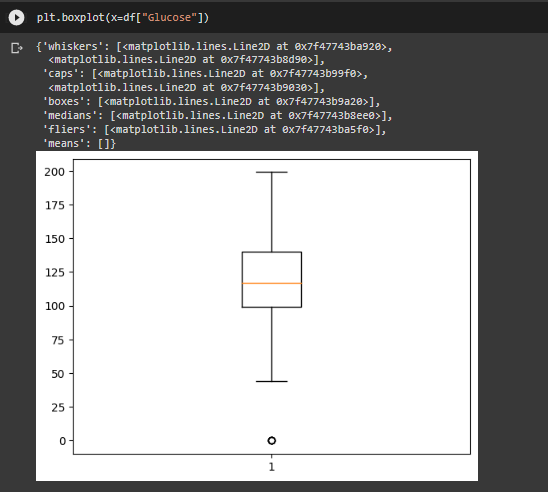 plt.boxplot(x=df["Glucose"])
{'whiskers': [<matplotlib.lines.Line2D at 0x7f47743ba920>,
<matplotlib.lines.Line2D at 0x7f47743b8d90>],
'caps': [<matplotlib.lines.Line2D at 0x7f47743b99f0>,
<matplotlib.lines.Line2D at 0x7f47743b9030>],
'boxes': [<matplotlib.lines.Line2D at 0x7f47743b9a20>],
'medians': [<matplotlib.lines.Line2D at 0x7f47743b8ee0>],
'fliers': [<matplotlib.lines.Line2D at 0x7f47743ba5f0>],
'means': []}
200
175
150
125
100
75
50
25
0
1